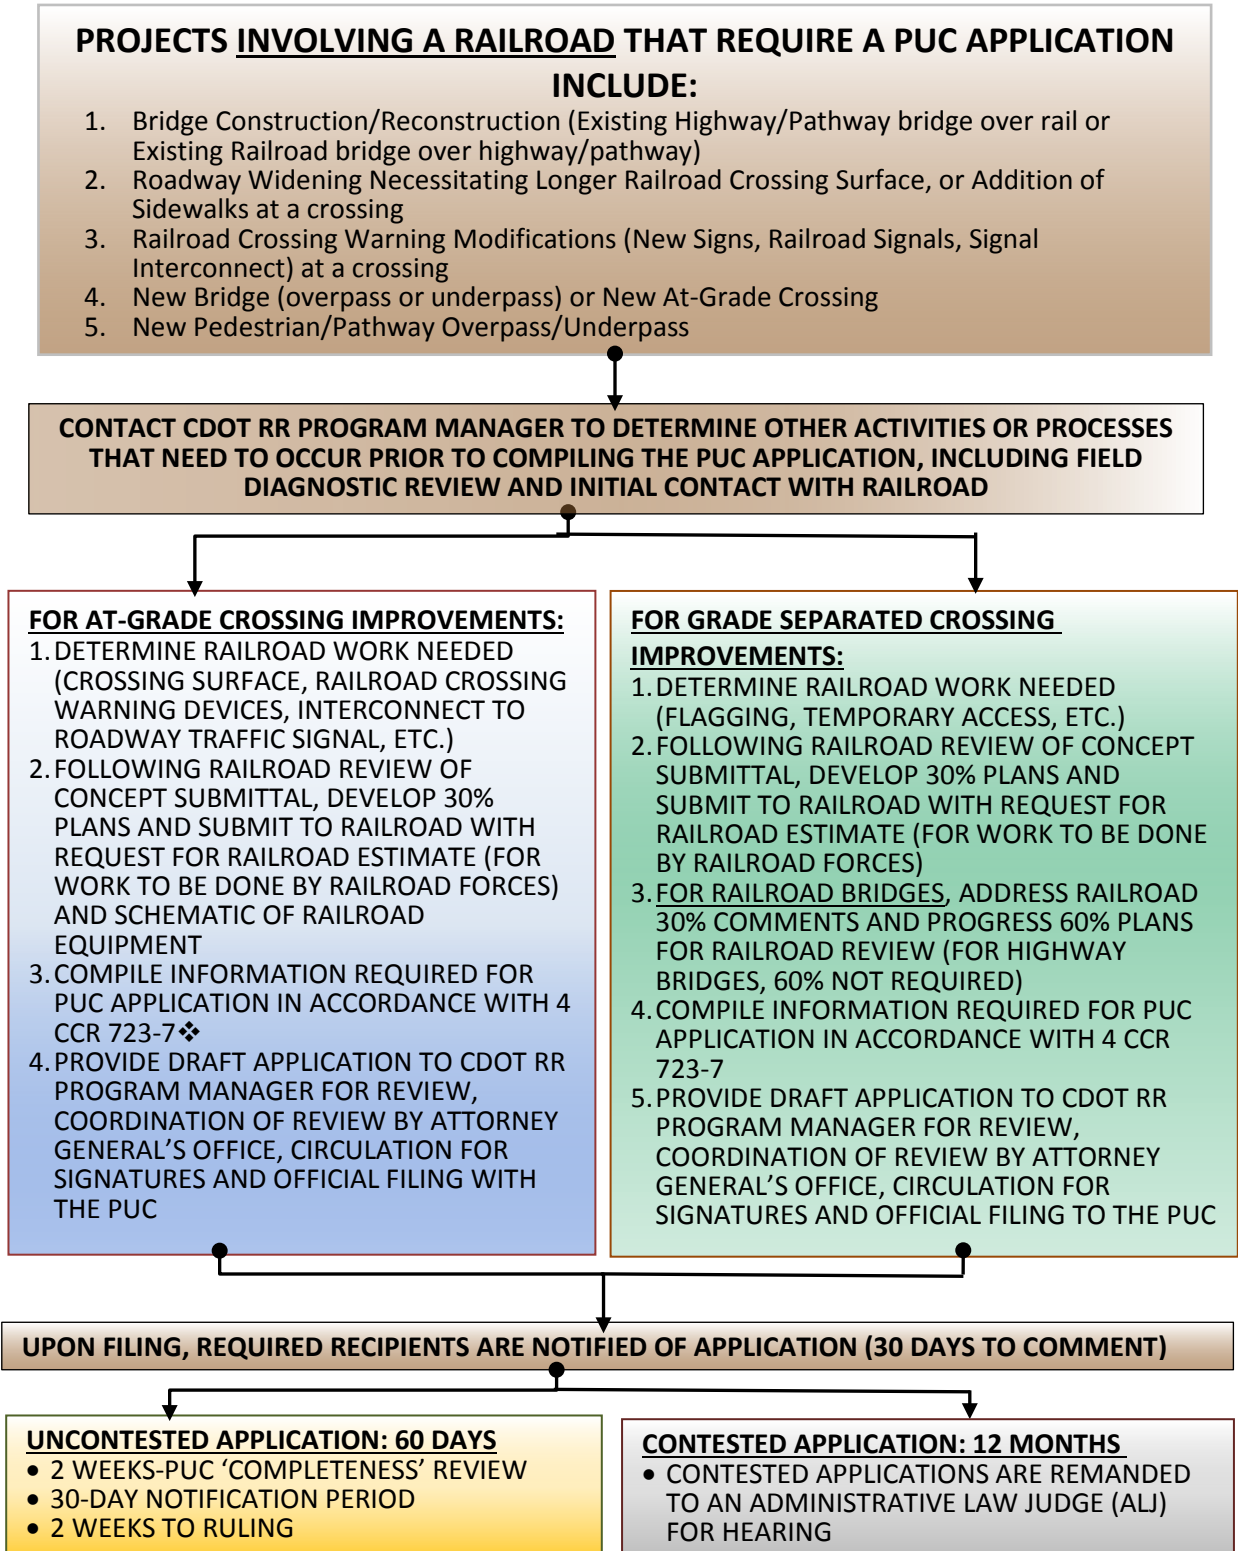 PROJECTS INVOLVING A RAILROAD THAT REQUIRE A PUC APPLICATION
INCLUDE:
1. Bridge Construction/Reconstruction (Existing Highway/Pathway bridge over rail or
Existing Railroad bridge over highway/pathway)
2. Roadway Widening Necessitating Longer Railroad Crossing Surface, or Addition of
Sidewalks at a crossing
3. Railroad Crossing Warning Modifications (New Signs, Railroad Signals, Signal
Interconnect) at a crossing
4. New Bridge (overpass or underpass) or New At-Grade Crossing
5. New Pedestrian/Pathway Overpass/Underpass
CONTACT CDOT RR PROGRAM MANAGER TO DETERMINE OTHER ACTIVITIES OR PROCESSES
THAT NEED TO OCCUR PRIOR TO COMPILING THE PUC APPLICATION, INCLUDING FIELD
DIAGNOSTIC REVIEW AND INITIAL CONTACT WITH RAILROAD
FOR AT-GRADE CROSSING IMPROVEMENTS:
1. DETERMINE RAILROAD WORK NEEDED
(CROSSING SURFACE, RAILROAD CROSSING
WARNING DEVICES, INTERCONNECT TO
ROADWAY TRAFFIC SIGNAL, ETC.)
2. FOLLOWING RAILROAD REVIEW OF
CONCEPT SUBMITTAL, DEVELOP 30%
PLANS AND SUBMIT TO RAILROAD WITH
REQUEST FOR RAILROAD ESTIMATE (FOR
WORK TO BE DONE BY RAILROAD FORCES)
AND SCHEMATIC OF RAILROAD
EQUIPMENT
3. COMPILE INFORMATION REQUIRED FOR
PUC APPLICATION IN ACCORDANCE WITH 4
CCR 723-7❖
4. PROVIDE DRAFT APPLICATION TO CDOT RR
PROGRAM MANAGER FOR REVIEW,
COORDINATION OF REVIEW BY ATTORNEY
GENERAL’S OFFICE, CIRCULATION FOR
SIGNATURES AND OFFICIAL FILING WITH
THE PUC
FOR GRADE SEPARATED CROSSING
IMPROVEMENTS:
1. DETERMINE RAILROAD WORK NEEDED
(FLAGGING, TEMPORARY ACCESS, ETC.)
2. FOLLOWING RAILROAD REVIEW OF CONCEPT
SUBMITTAL, DEVELOP 30% PLANS AND
SUBMIT TO RAILROAD WITH REQUEST FOR
RAILROAD ESTIMATE (FOR WORK TO BE DONE
BY RAILROAD FORCES)
3. FOR RAILROAD BRIDGES, ADDRESS RAILROAD
30% COMMENTS AND PROGRESS 60% PLANS
FOR RAILROAD REVIEW (FOR HIGHWAY
BRIDGES, 60% NOT REQUIRED)
4. COMPILE INFORMATION REQUIRED FOR PUC
APPLICATION IN ACCORDANCE WITH 4 CCR
723-7
5. PROVIDE DRAFT APPLICATION TO CDOT RR
PROGRAM MANAGER FOR REVIEW,
COORDINATION OF REVIEW BY ATTORNEY
GENERAL’S OFFICE, CIRCULATION FOR
SIGNATURES AND OFFICIAL FILING TO THE PUC
UPON FILING, REQUIRED RECIPIENTS ARE NOTIFIED OF APPLICATION (30 DAYS TO COMMENT)
UNCONTESTED APPLICATION: 60 DAYS
• 2 WEEKS-PUC ‘COMPLETENESS’ REVIEW
• 30-DAY NOTIFICATION PERIOD
• 2 WEEKS TO RULING
CONTESTED APPLICATION: 12 MONTHS
• CONTESTED APPLICATIONS ARE REMANDED
TO AN ADMINISTRATIVE LAW JUDGE (ALJ)
FOR HEARING